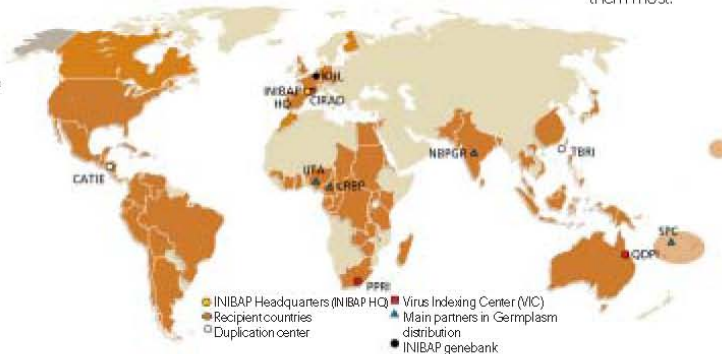 them most.
KUL
INIBAP
HQ
CIRAD
NBPGR
TBRI
CATIE
IITA
CRBP
SPC
QDPI
PPRI
INIBAP Headquarters (INIBAP HQ)
Recipient countries
Duplication center
Virus Indexing Center (VIC)
Main partners in Germplasm
distribution
INIBAP genebank